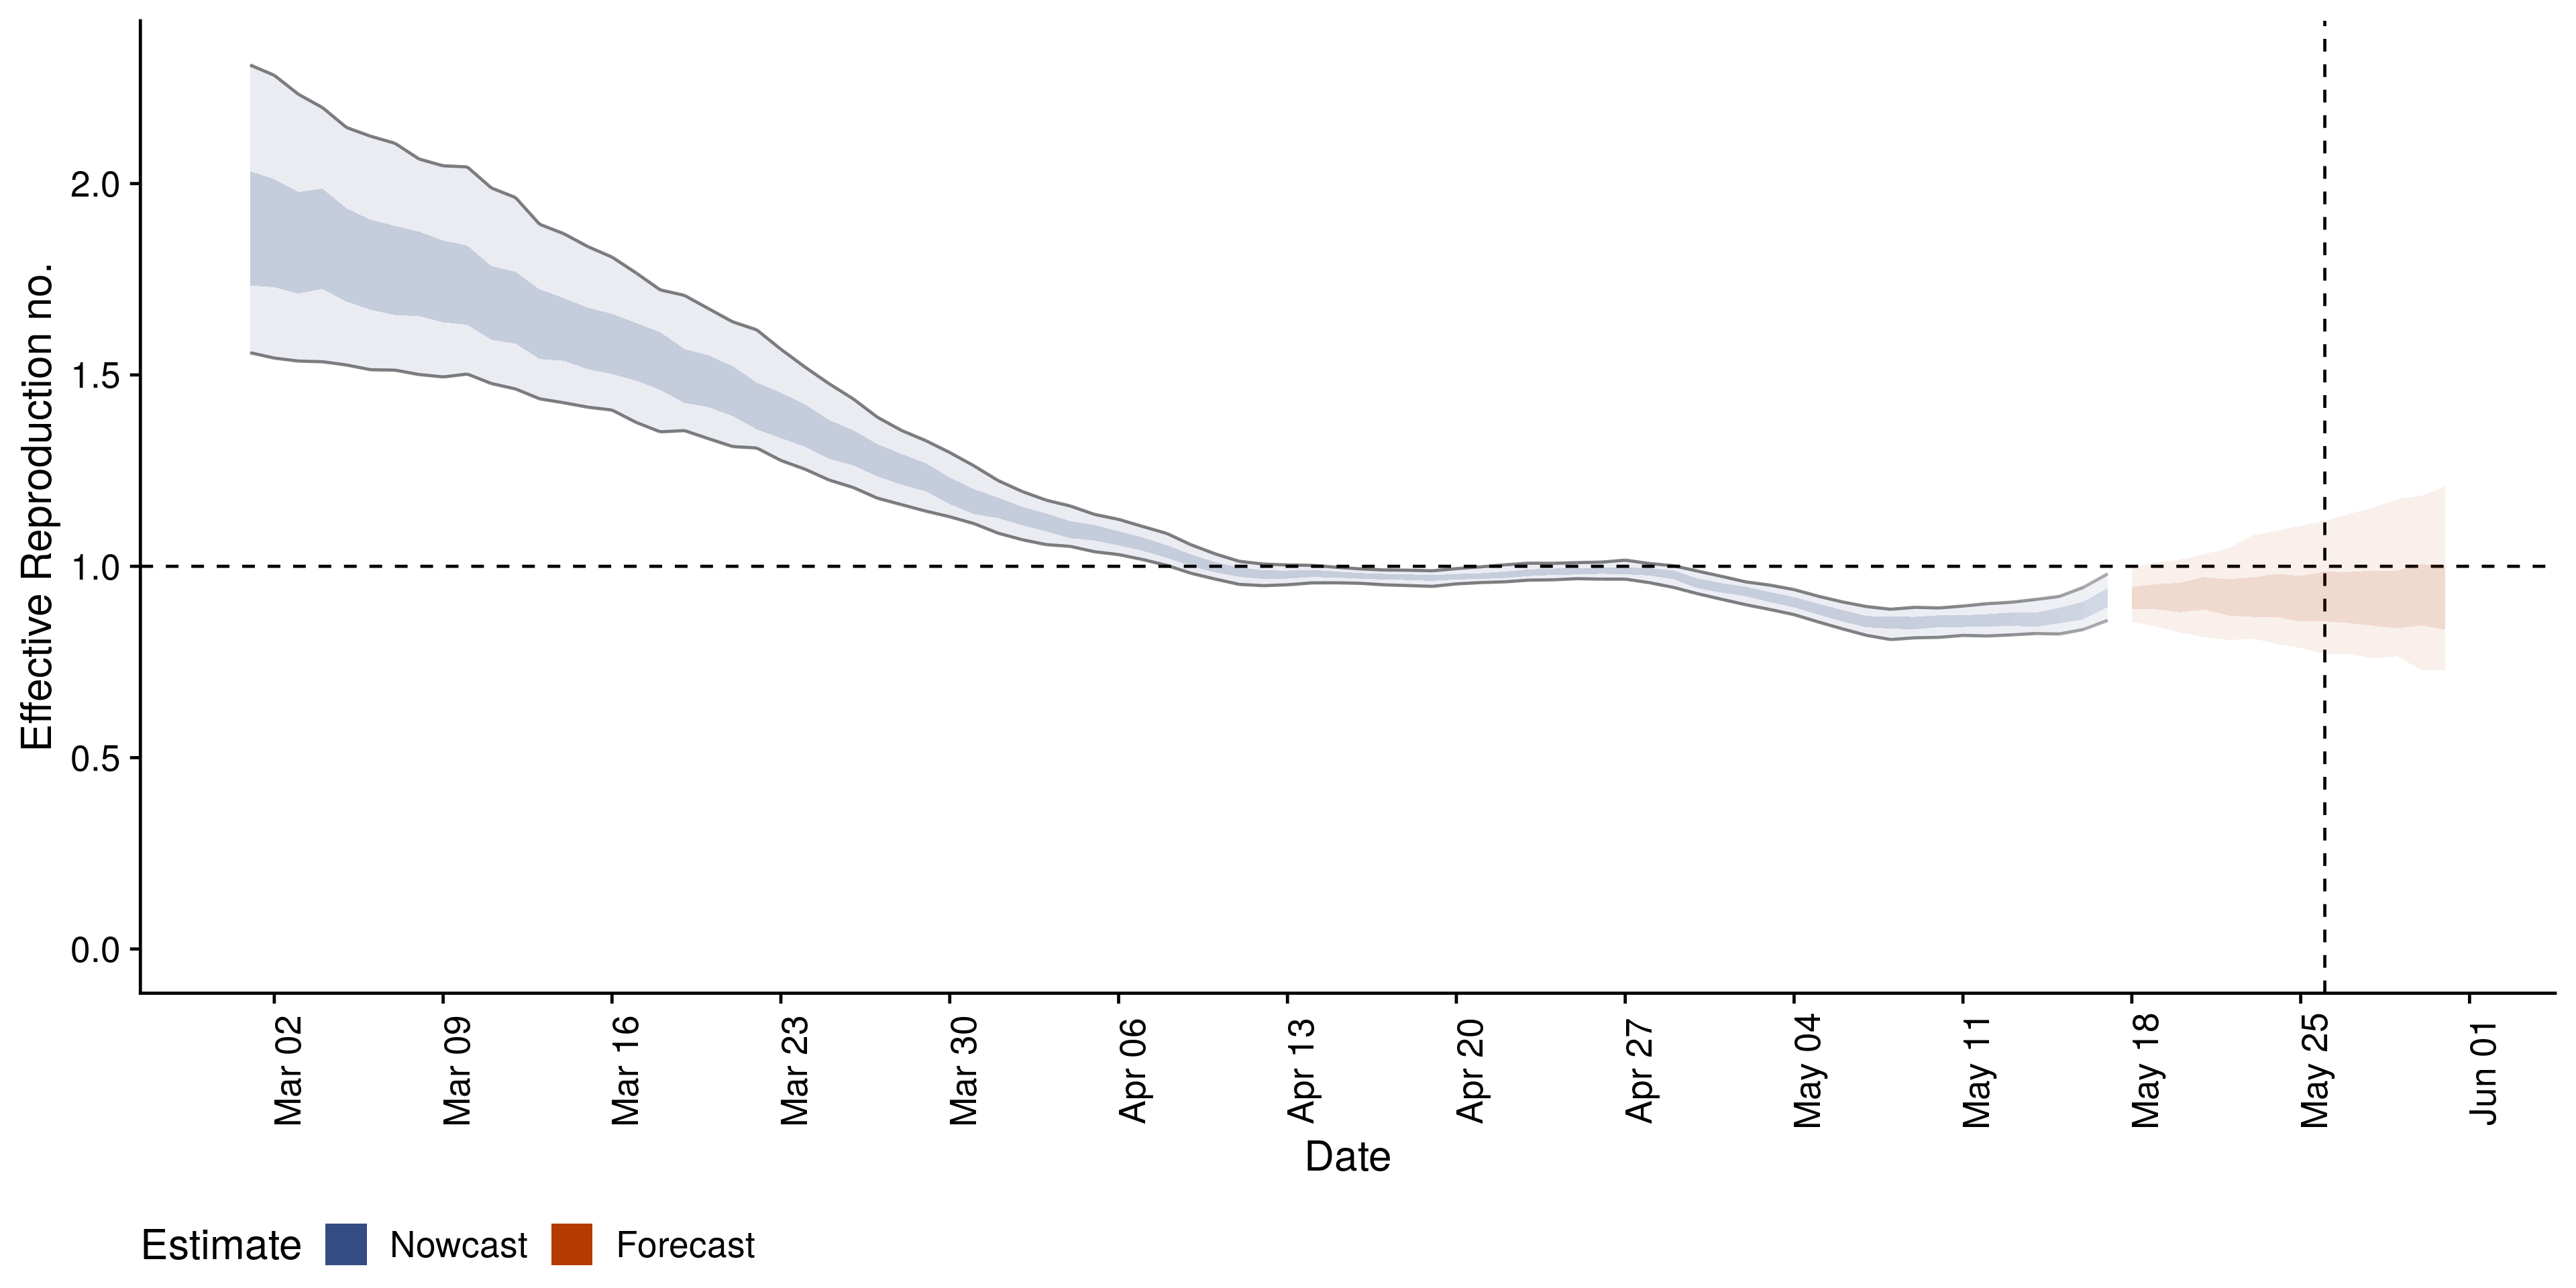 Effective Reproduction no.
2.0
1.5
1.0
0.5
0.0
Mar 02
Mar 09
Mar 16
Mar 23
Mar 30
Apr 06
Apr 13
Apr 20
Apr 27
May 04
May 11
May 18
May 25
Jun 01
Date
Estimate Nowcast Forecast